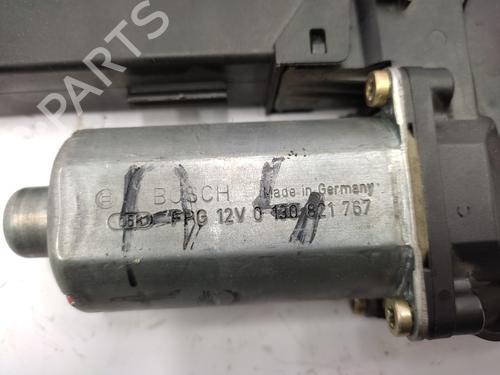 B-PARTS
BOSCH Made in Germany
FPG 12V 0 130 821 767